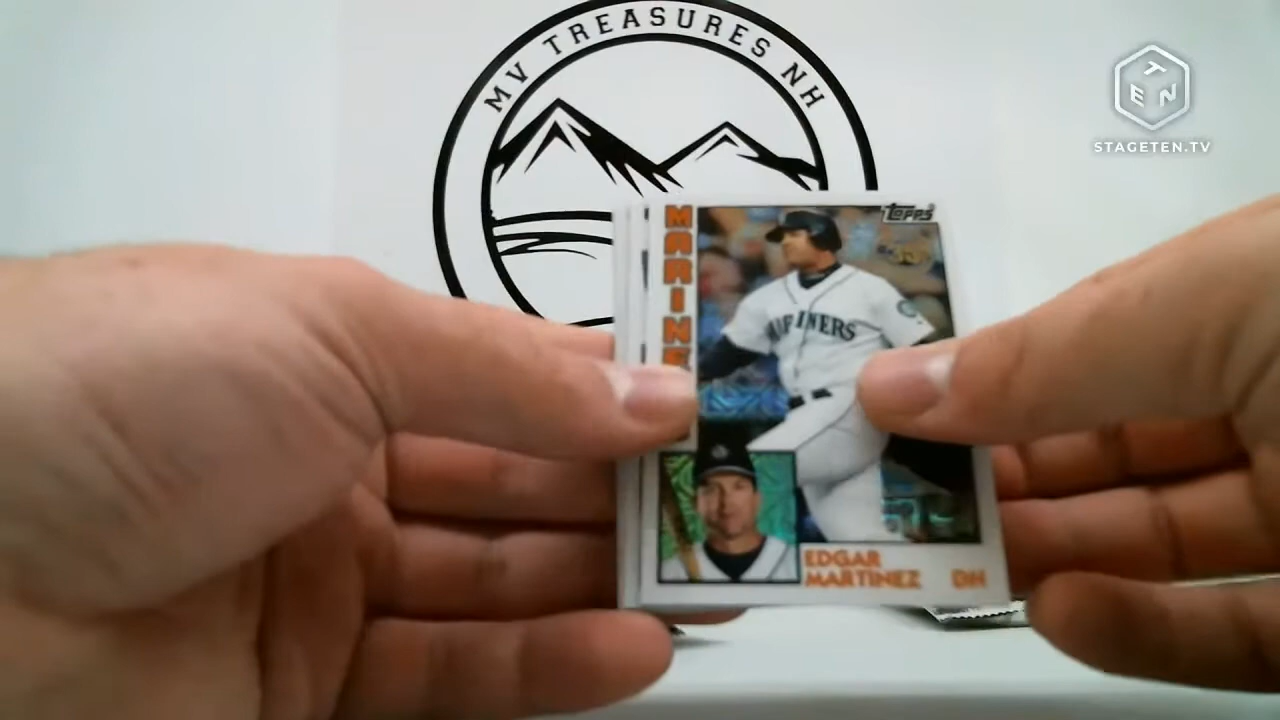 MV TREASURES NH
T
E N
STAGETEN.TV
TOPPS
MARINE
MARINERS
EDGAR
MARTINEZ DH